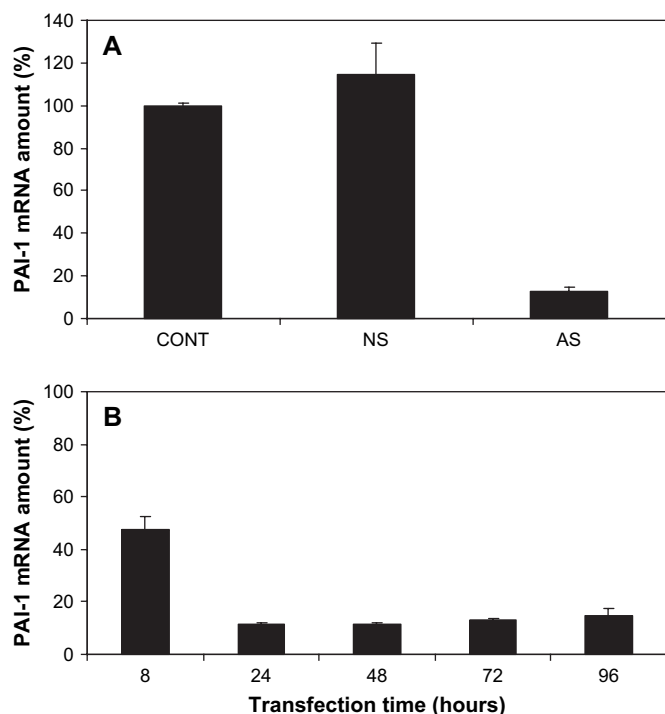 A
PAI-1 mRNA amount (%)
140
120
100
80
60
40
20
0
CONT NS AS
B
PAI-1 mRNA amount (%)
100
80
60
40
20
0
8 24 48 72 96
Transfection time (hours)